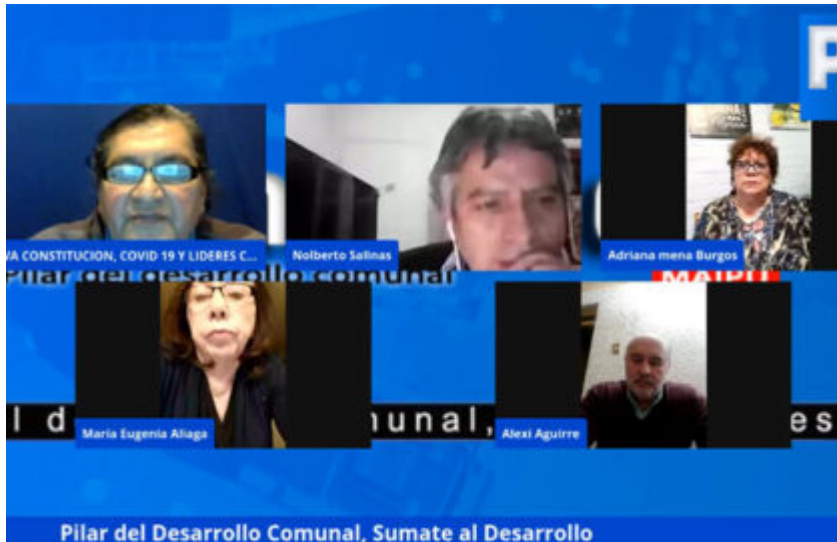 P
VA CONSTITUCION, COVID 19 Y LIDERES C...
Nolberto Salinas
Adriana mena Burgos
Pilar del desarrollo comunal
MAIPU
Maria Eugenia Aliaga
Alexi Aguirre
l d
unal,
es
Pilar del Desarrollo Comunal, Sumate al Desarrollo